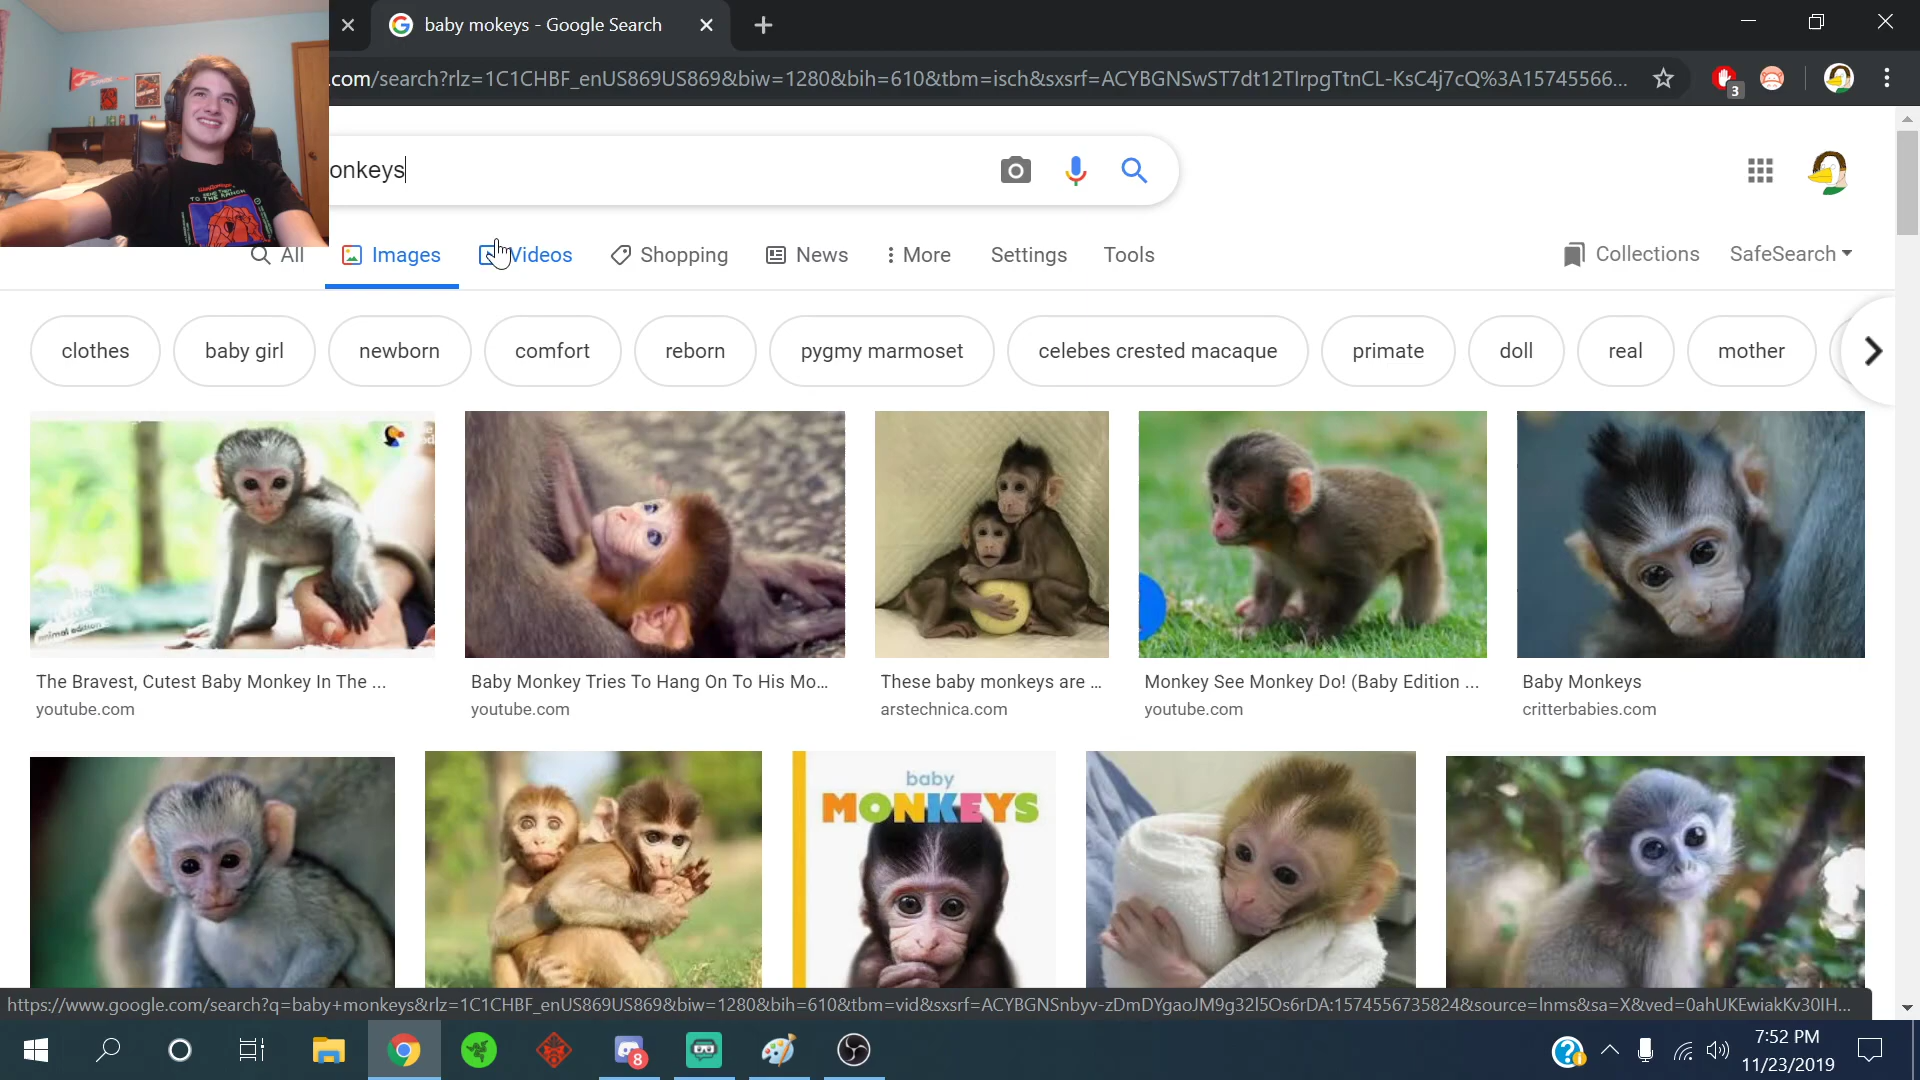 baby mokeys - Google Search
.com/search?rlz=1C1CHBF_enUS869US869&biw=1280&bih=610&tbm=isch&sxsrf=ACYBGNSwST7dt12TIrpgTtnCL-KsC4j7cQ%3A15745566...
3
onkeys
All Images Videos Shopping News More Settings Tools Collections SafeSearch
clothes baby girl newborn comfort reborn pygmy marmoset celebes crested macaque primate doll real mother
animal edition
The Bravest, Cutest Baby Monkey In The ...
youtube.com
Baby Monkey Tries To Hang On To His Mo...
youtube.com
These baby monkeys are ...
arstechnica.com
Monkey See Monkey Do! (Baby Edition ...
youtube.com
Baby Monkeys
critterbabies.com
baby
MONKEYS
https://www.google.com/search?q=baby+monkeys&rlz=1C1CHBF_enUS869US869&biw=1280&bih=610&tbm=vid&sxsrf=ACYBGNSnbyv-zDmDYgaoJM9g32l5Os6rDA:1574556735824&source=lnms&sa=X&ved=0ahUKEwiakKv30IH...
8
7:52 PM
11/23/2019